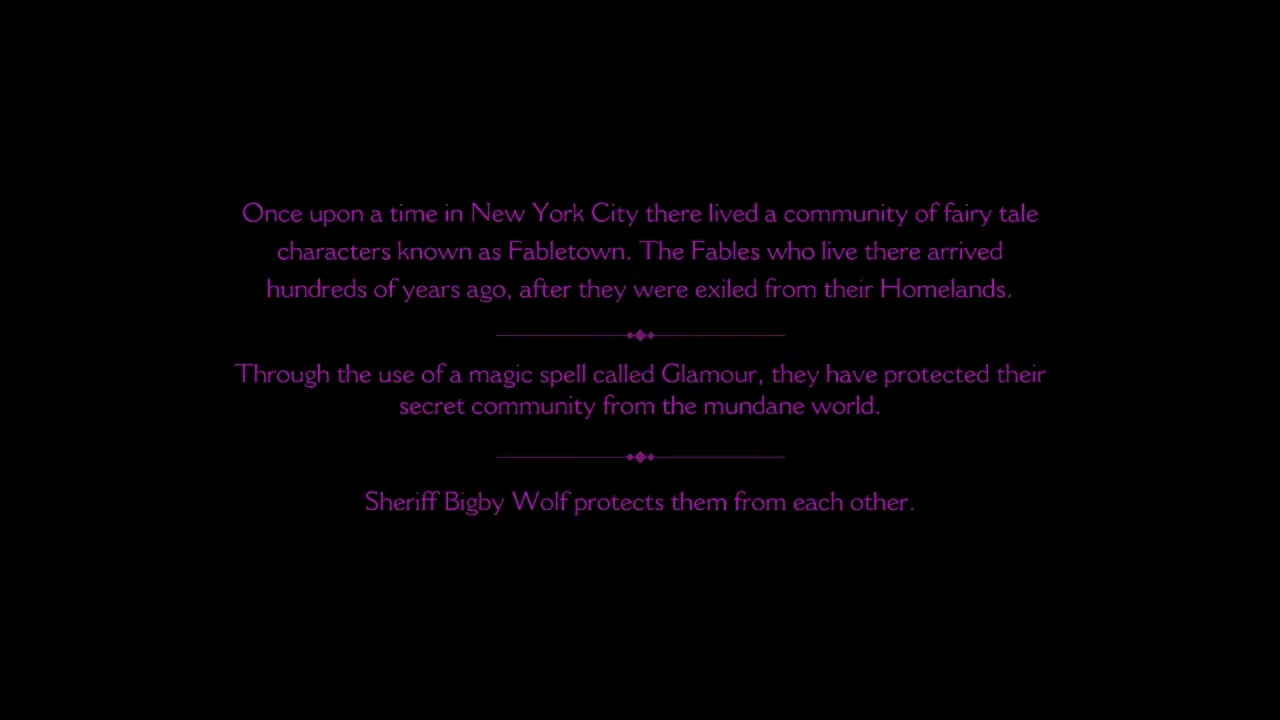 Once upon a time in New York City there lived a community of fairy tale
characters known as Fabletown. The Fables who live there arrived
hundreds of years ago, after they were exiled from their Homelands.
Through the use of a magic spell called Glamour, they have protected their
secret community from the mundane world.
Sheriff Bigby Wolf protects them from each other.